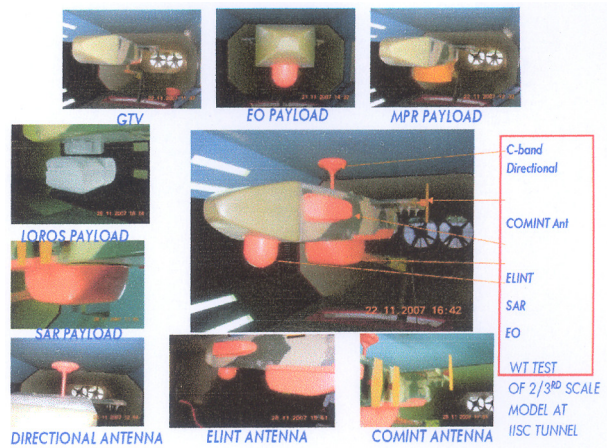 GTV
EO PAYLOAD
MPR PAYLOAD
LOROS PAYLOAD
SAR PAYLOAD
DIRECTIONAL ANTENNA
ELINT ANTENNA
COMINT ANTENNA
22 11 2007 16:42
C-band
Directional
COMINT Ant
ELINT
SAR
EO
WT TEST
OF 2/3RD SCALE
MODEL AT
IISC TUNNEL